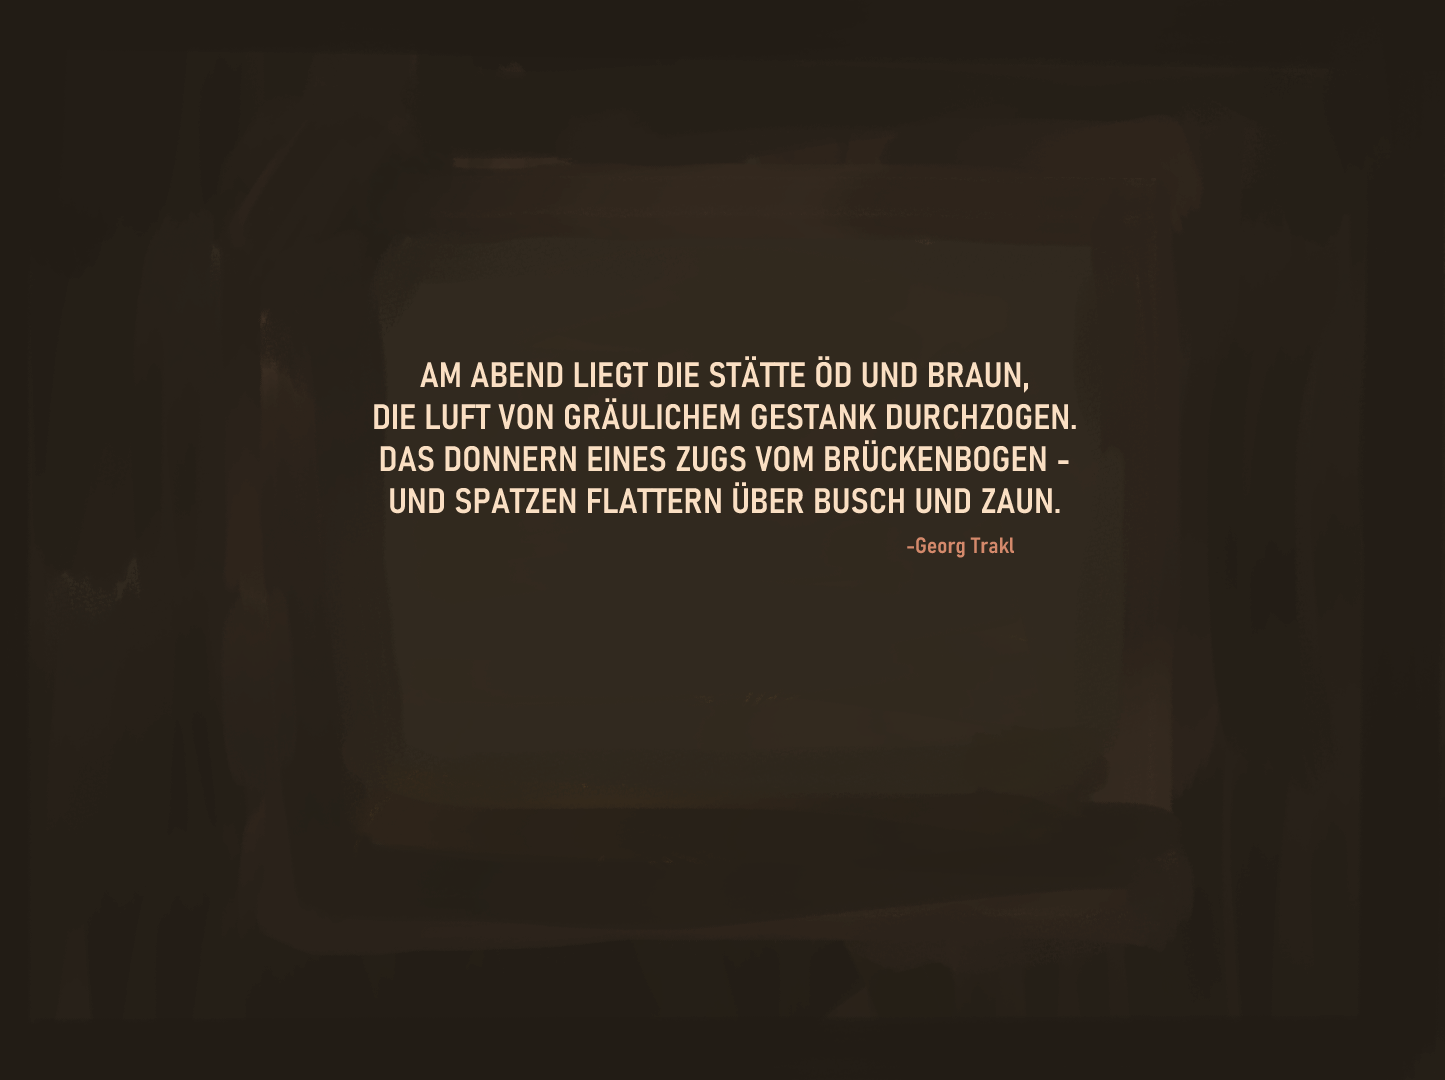 AM ABEND LIEGT DIE STÄTTE ÖD UND BRAUN,
DIE LUFT VON GRÄULICHEM GESTANK DURCHZOGEN.
DAS DONNERN EINES ZUGS VOM BRÜCKENBOGEN -
UND SPATZEN FLATTERN ÜBER BUSCH UND ZAUN.
-Georg Trakl